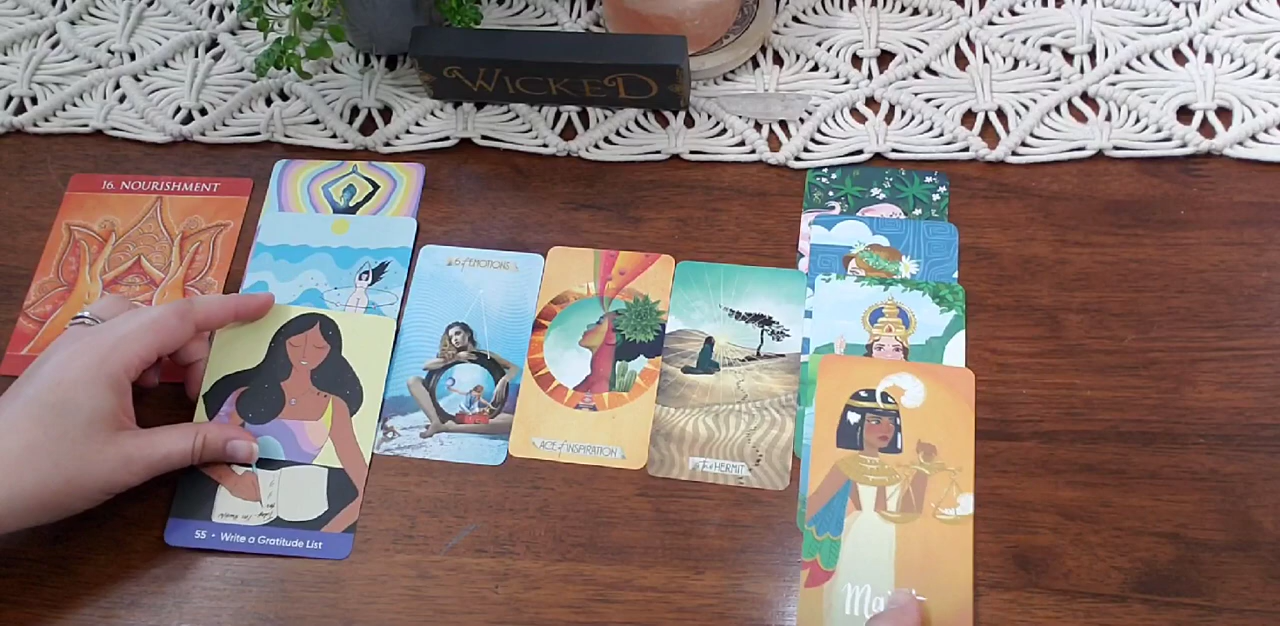 WICKED
16. NOURISHMENT
6 of EMOTIONS
ACE of INSPIRATION
The HERMIT
55 • Write a Gratitude List